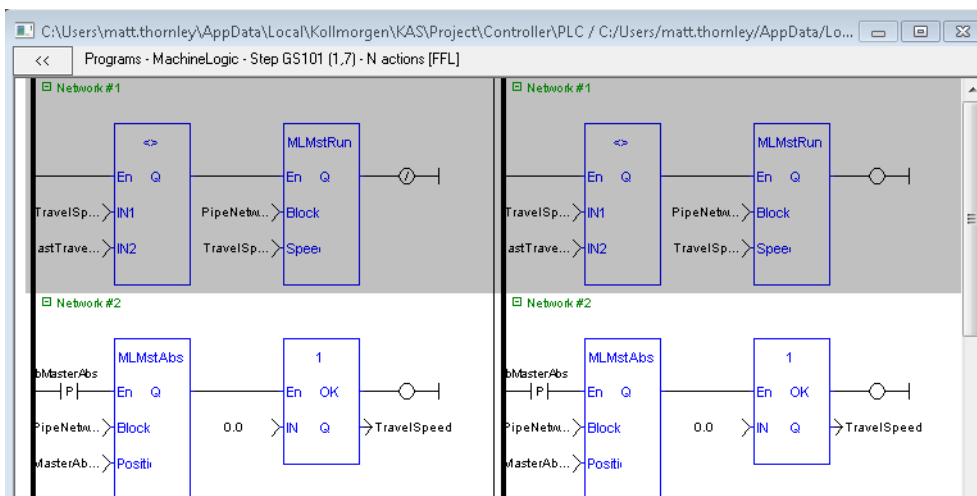 C:\Users\matt.thornley\AppData\Local\Kollmorgen\KAS\Project\Controller\PLC / C:/Users/matt.thornley/AppData/Lo...
<< Programs - MachineLogic - Step GS101 (1,7) - N actions [FFL]
Network #1 Network #1
<> MLMstRun <> MLMstRun
En Q En Q / En Q En Q
TravelSp... IN1 PipeNetw... Block TravelSp... IN1 PipeNetw... Block
astTrave... IN2 TravelSp... Spee astTrave... IN2 TravelSp... Spee
Network #2 Network #2
MLMstAbs 1 MLMstAbs 1
bMasterAbs bMasterAbs
P En Q En OK P En Q En OK
PipeNetw... Block 0.0 IN Q TravelSpeed PipeNetw... Block 0.0 IN Q TravelSpeed
MasterAb... Positi MasterAb... Positi